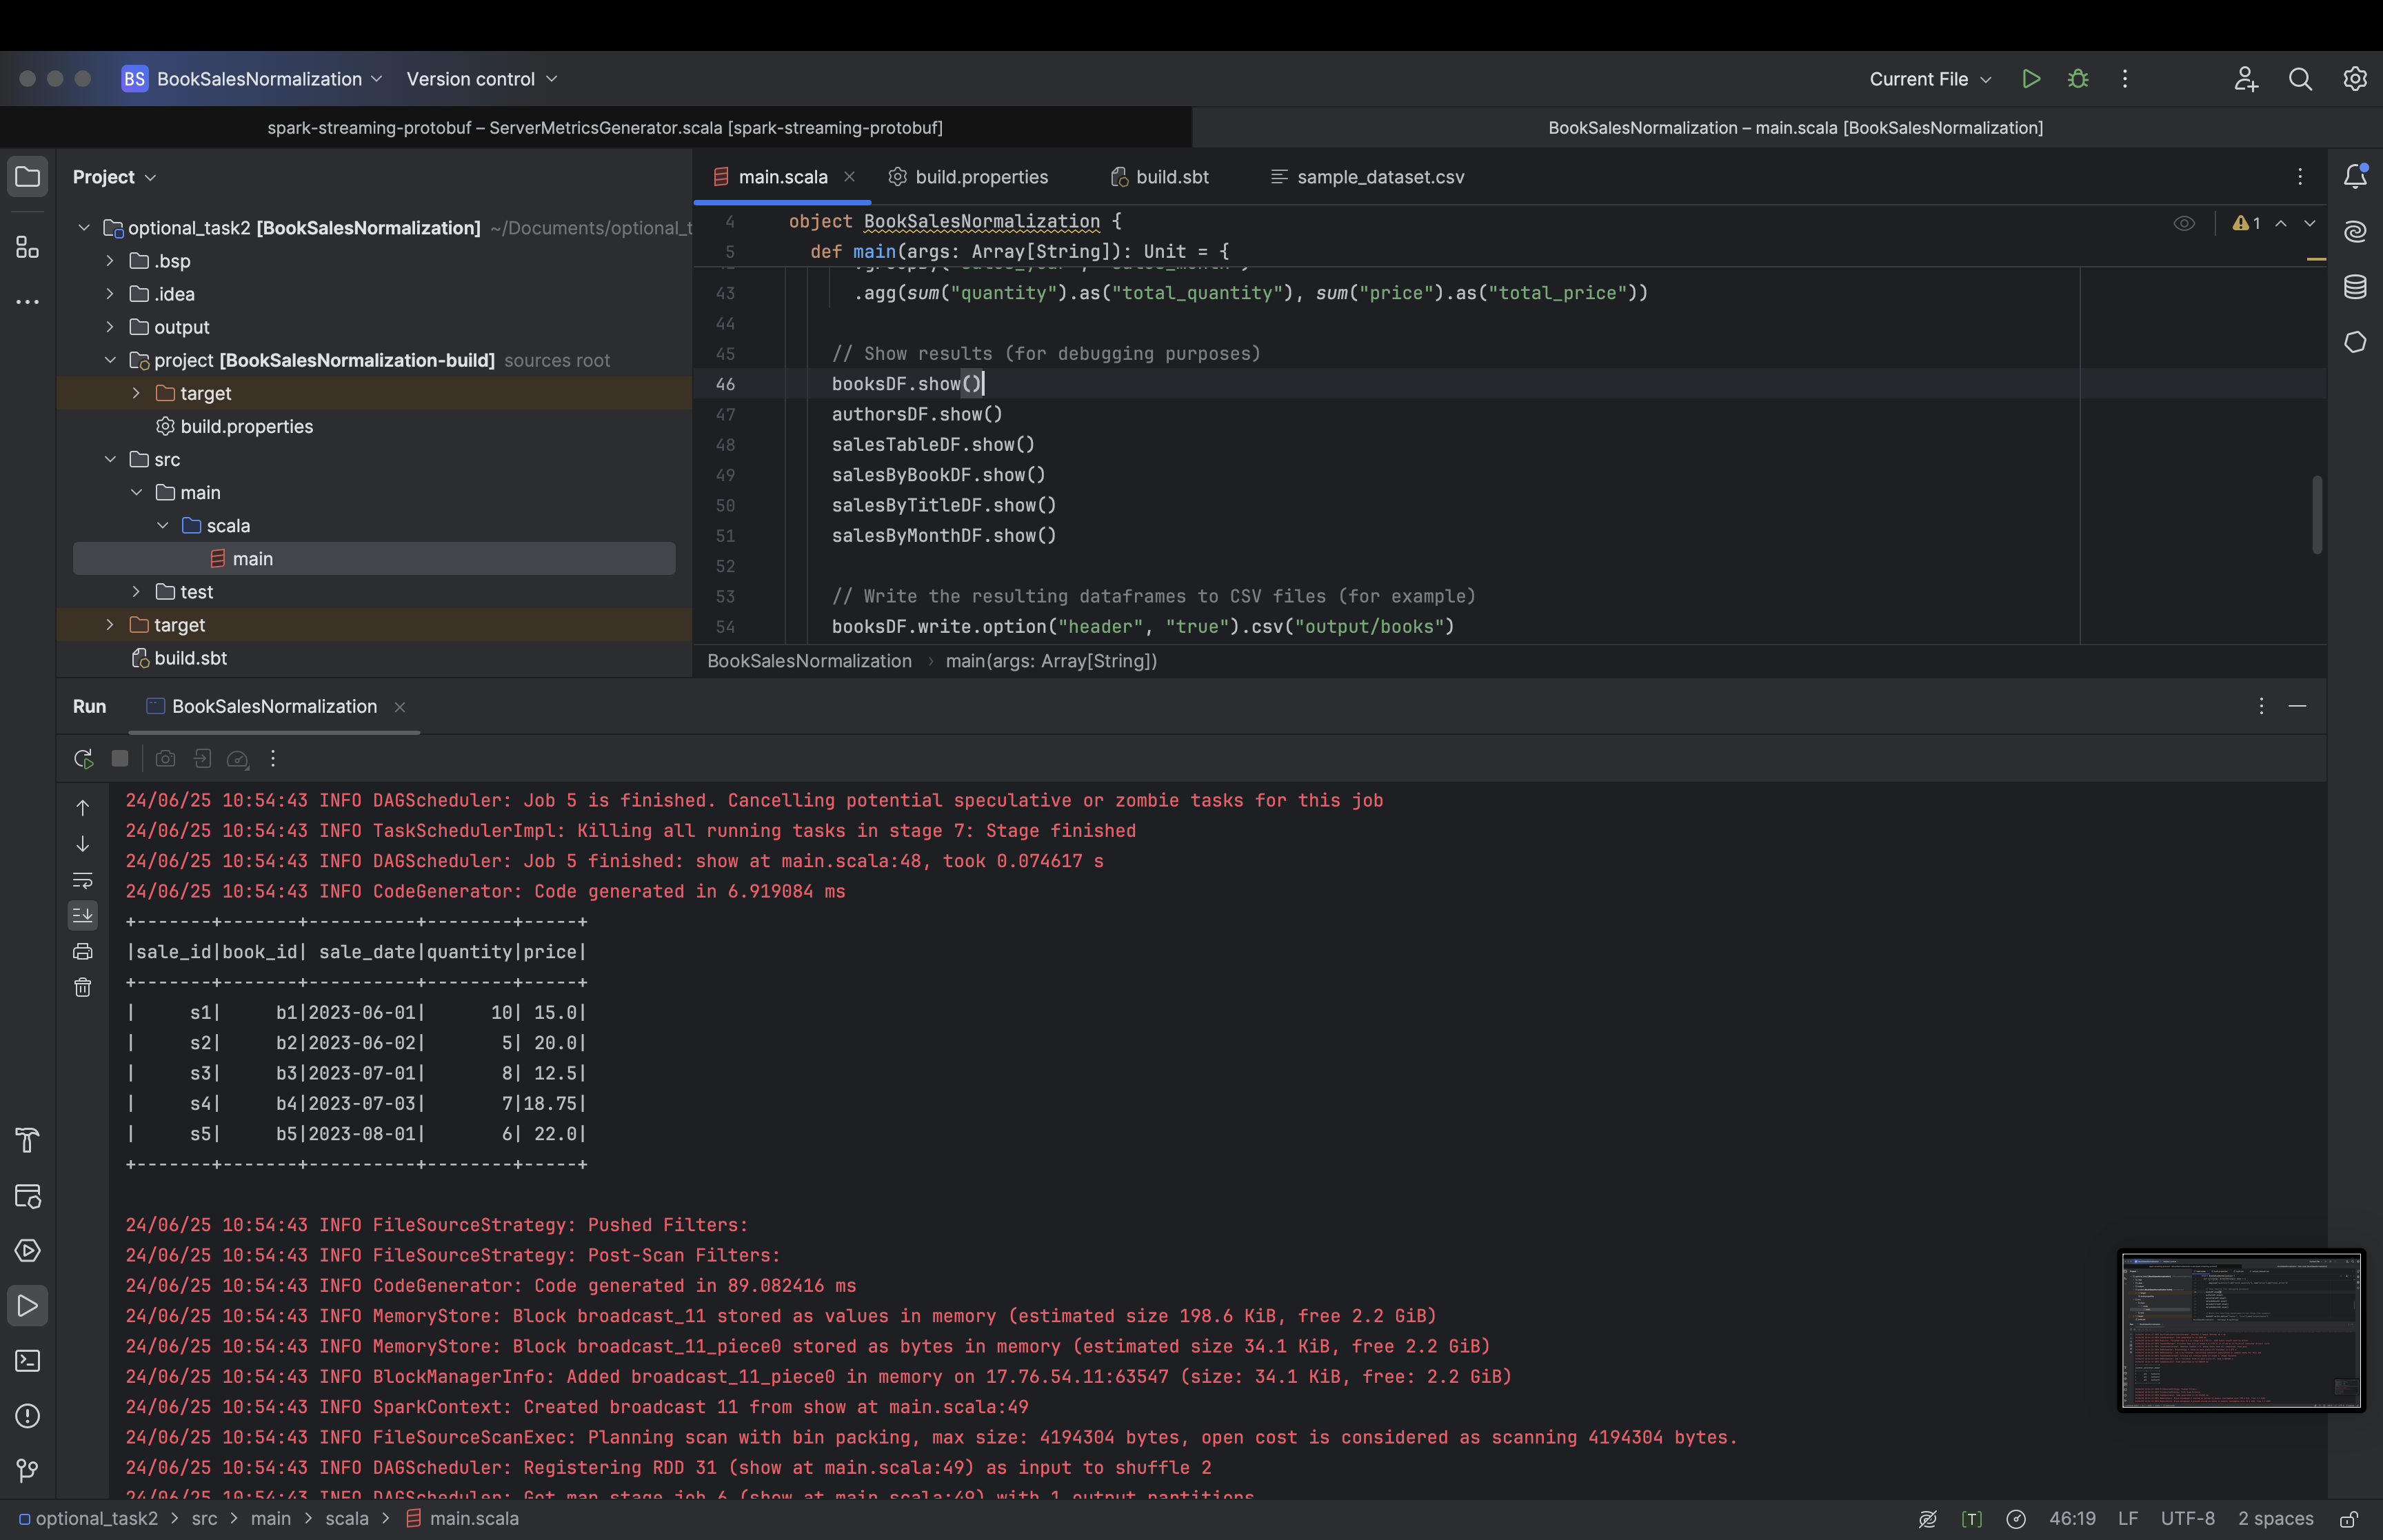 BS BookSalesNormalization Version control Current File
spark-streaming-protobuf – ServerMetricsGenerator.scala [spark-streaming-protobuf] BookSalesNormalization – main.scala [BookSalesNormalization]
Project
optional_task2 [BookSalesNormalization] ~/Documents/optional_t
.bsp
.idea
output
project [BookSalesNormalization-build] sources root
target
build.properties
src
main
scala
main
test
target
build.sbt
main.scala build.properties build.sbt sample_dataset.csv
4 object BookSalesNormalization {
1
5 def main(args: Array[String]): Unit = {
43 .agg(sum("quantity").as("total_quantity"), sum("price").as("total_price"))
44
45 // Show results (for debugging purposes)
46 booksDF.show()
47 authorsDF.show()
48 salesTableDF.show()
49 salesByBookDF.show()
50 salesByTitleDF.show()
51 salesByMonthDF.show()
52
53 // Write the resulting dataframes to CSV files (for example)
54 booksDF.write.option("header", "true").csv("output/books")
BookSalesNormalization › main(args: Array[String])
Run BookSalesNormalization
24/06/25 10:54:43 INFO DAGScheduler: Job 5 is finished. Cancelling potential speculative or zombie tasks for this job
24/06/25 10:54:43 INFO TaskSchedulerImpl: Killing all running tasks in stage 7: Stage finished
24/06/25 10:54:43 INFO DAGScheduler: Job 5 finished: show at main.scala:48, took 0.074617 s
24/06/25 10:54:43 INFO CodeGenerator: Code generated in 6.919084 ms
+-------+-------+----------+--------+-----+
|sale_id|book_id| sale_date|quantity|price|
+-------+-------+----------+--------+-----+
|     s1|     b1|2023-06-01|      10| 15.0|
|     s2|     b2|2023-06-02|       5| 20.0|
|     s3|     b3|2023-07-01|       8| 12.5|
|     s4|     b4|2023-07-03|       7|18.75|
|     s5|     b5|2023-08-01|       6| 22.0|
+-------+-------+----------+--------+-----+
24/06/25 10:54:43 INFO FileSourceStrategy: Pushed Filters:
24/06/25 10:54:43 INFO FileSourceStrategy: Post-Scan Filters:
24/06/25 10:54:43 INFO CodeGenerator: Code generated in 89.082416 ms
24/06/25 10:54:43 INFO MemoryStore: Block broadcast_11 stored as values in memory (estimated size 198.6 KiB, free 2.2 GiB)
24/06/25 10:54:43 INFO MemoryStore: Block broadcast_11_piece0 stored as bytes in memory (estimated size 34.1 KiB, free 2.2 GiB)
24/06/25 10:54:43 INFO BlockManagerInfo: Added broadcast_11_piece0 in memory on 17.76.54.11:63547 (size: 34.1 KiB, free: 2.2 GiB)
24/06/25 10:54:43 INFO SparkContext: Created broadcast 11 from show at main.scala:49
24/06/25 10:54:43 INFO FileSourceScanExec: Planning scan with bin packing, max size: 4194304 bytes, open cost is considered as scanning 4194304 bytes.
24/06/25 10:54:43 INFO DAGScheduler: Registering RDD 31 (show at main.scala:49) as input to shuffle 2
24/06/25 10:54:43 INFO DAGScheduler: Got map stage job 6 (show at main.scala:49) with 1 output partitions
optional_task2 > src > main > scala > main.scala 46:19 LF UTF-8 2 spaces